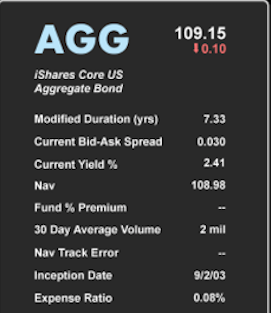 AGG 109.15
⬇0.10
iShares Core US
Aggregate Bond
Modified Duration (yrs) 7.33
Current Bid-Ask Spread 0.030
Current Yield % 2.41
Nav 108.98
Fund % Premium --
30 Day Average Volume 2 mil
Nav Track Error --
Inception Date 9/2/03
Expense Ratio 0.08%